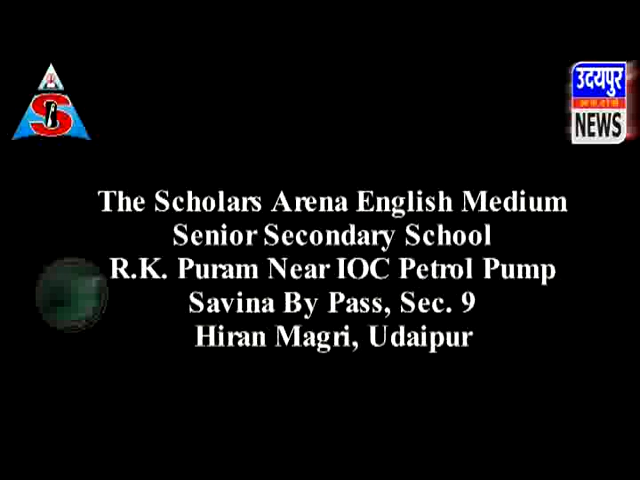 S
उदयपुर
NEWS
The Scholars Arena English Medium
Senior Secondary School
R.K. Puram Near IOC Petrol Pump
Savina By Pass, Sec. 9
Hiran Magri, Udaipur